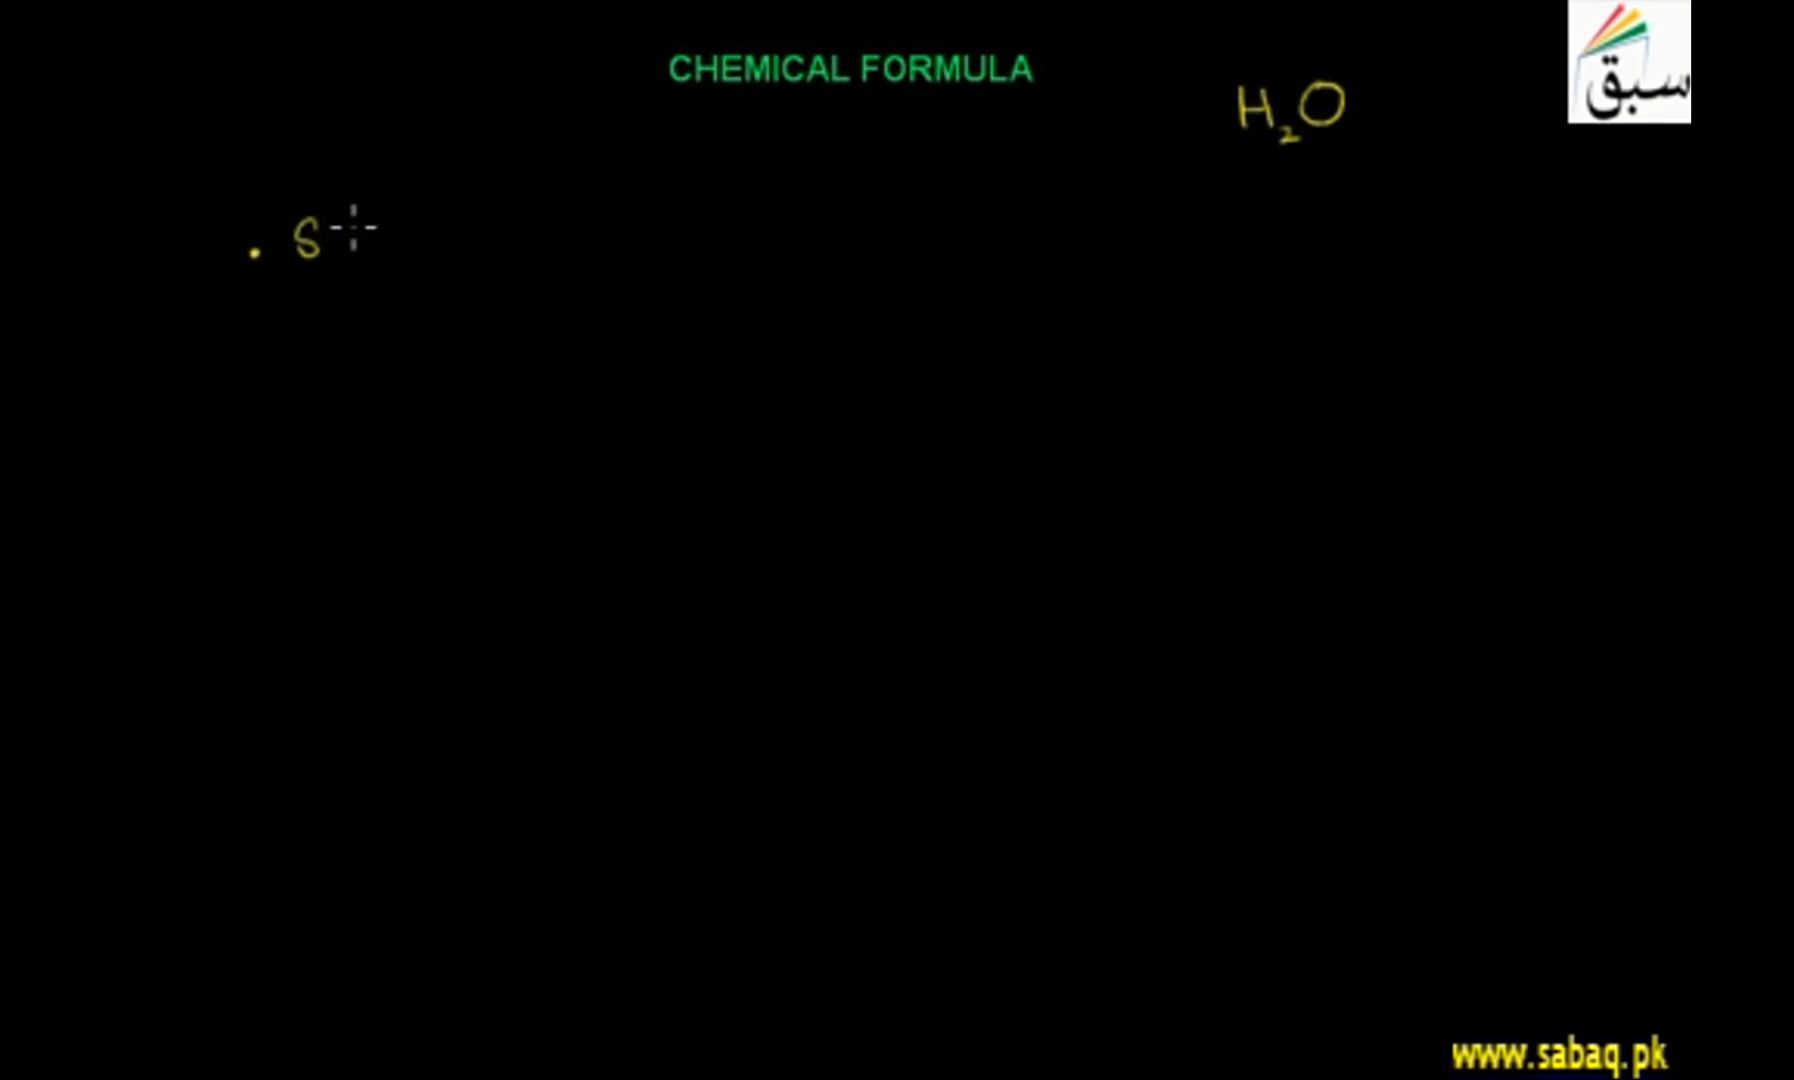 CHEMICAL FORMULA
H₂O
سبق
. S
www.sabaq.pk